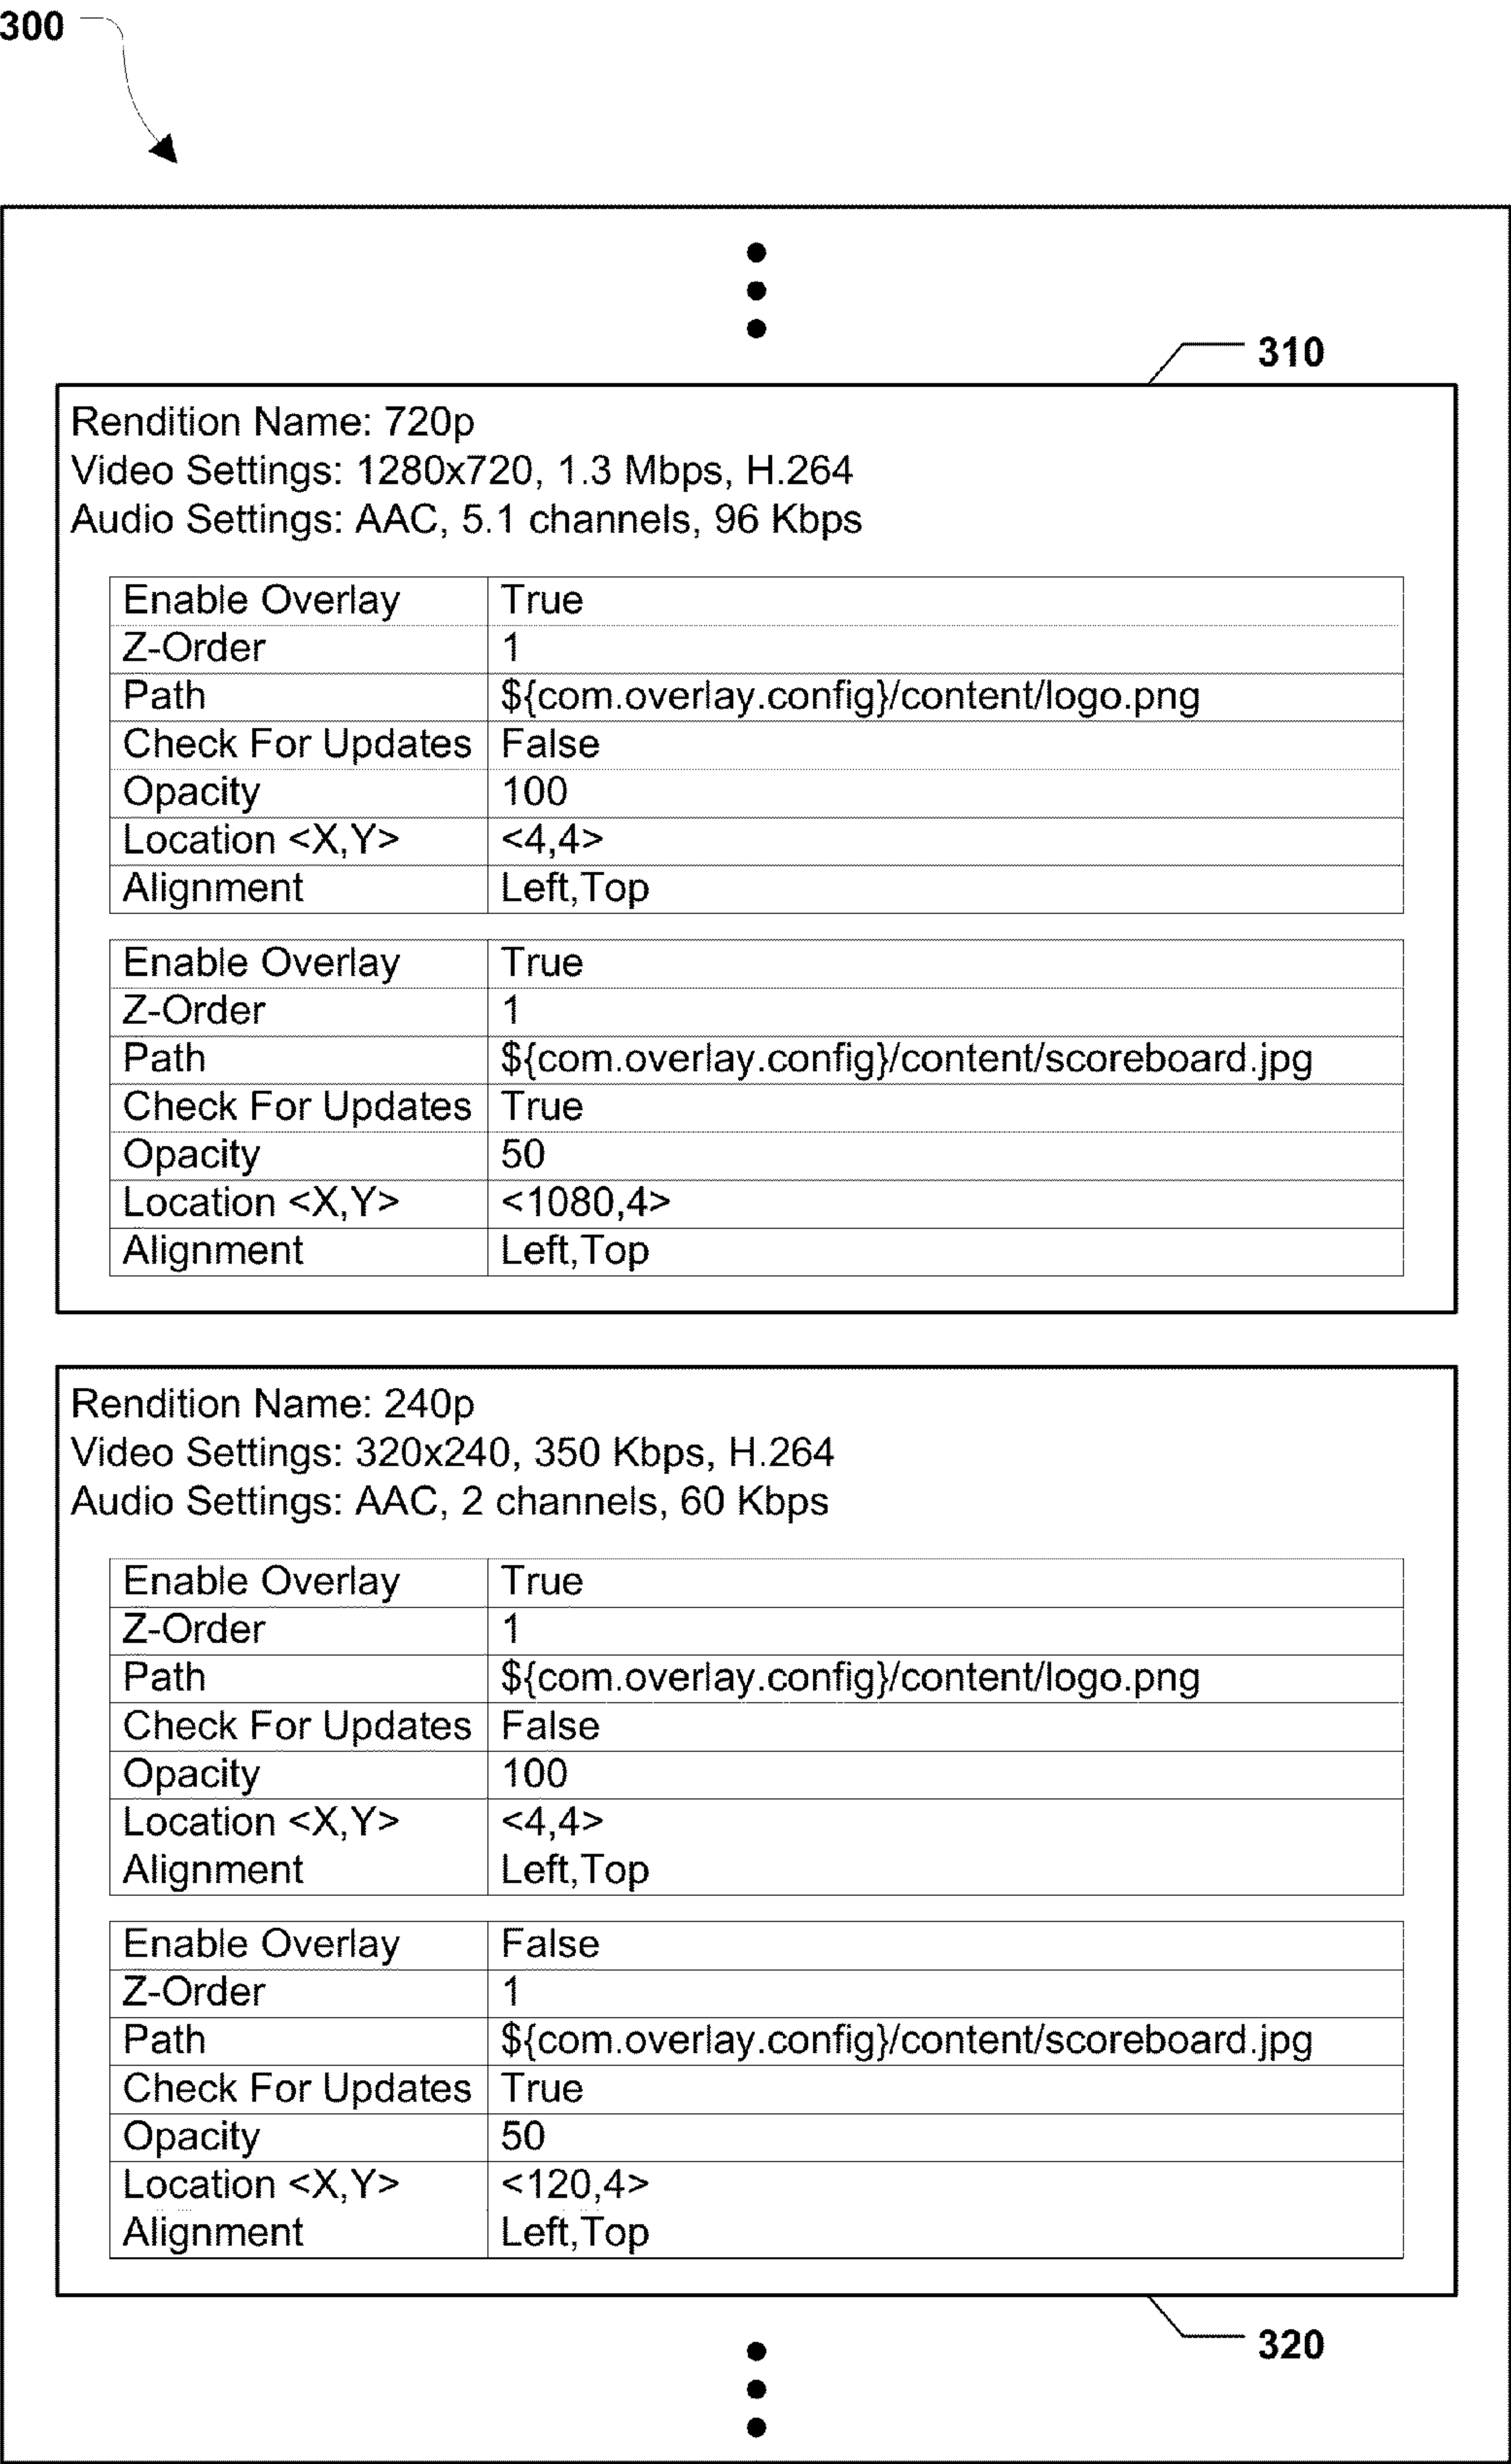 300
310
Rendition Name: 720p
Video Settings: 1280x720, 1.3 Mbps, H.264
Audio Settings: AAC, 5.1 channels, 96 Kbps
Enable Overlay True
Z-Order 1
Path ${com.overlay.config}/content/logo.png
Check For Updates False
Opacity 100
Location <X,Y> <4,4>
Alignment Left,Top
Enable Overlay True
Z-Order 1
Path ${com.overlay.config}/content/scoreboard.jpg
Check For Updates True
Opacity 50
Location <X,Y> <1080,4>
Alignment Left,Top
Rendition Name: 240p
Video Settings: 320x240, 350 Kbps, H.264
Audio Settings: AAC, 2 channels, 60 Kbps
Enable Overlay True
Z-Order 1
Path ${com.overlay.config}/content/logo.png
Check For Updates False
Opacity 100
Location <X,Y> <4,4>
Alignment Left,Top
Enable Overlay False
Z-Order 1
Path ${com.overlay.config}/content/scoreboard.jpg
Check For Updates True
Opacity 50
Location <X,Y> <120,4>
Alignment Left,Top
320